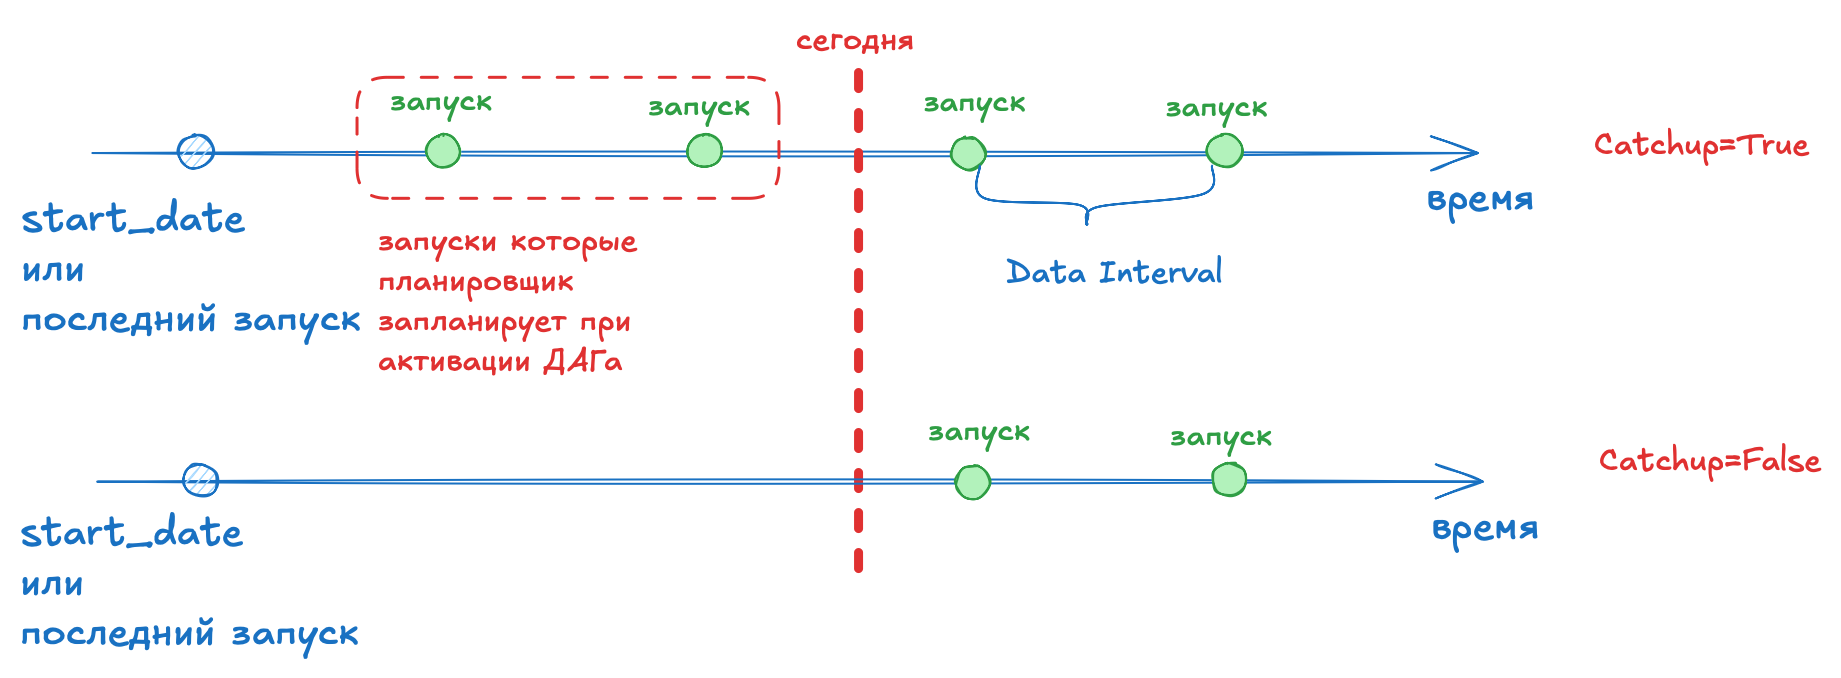 сегодня
запуск
запуск
запуск
запуск
Catchup=True
время
start_date
или
последний запуск
запуски которые
планировщик
запланирует при
активации ДАГа
Data Interval
запуск
запуск
Catchup=False
время
start_date
или
последний запуск